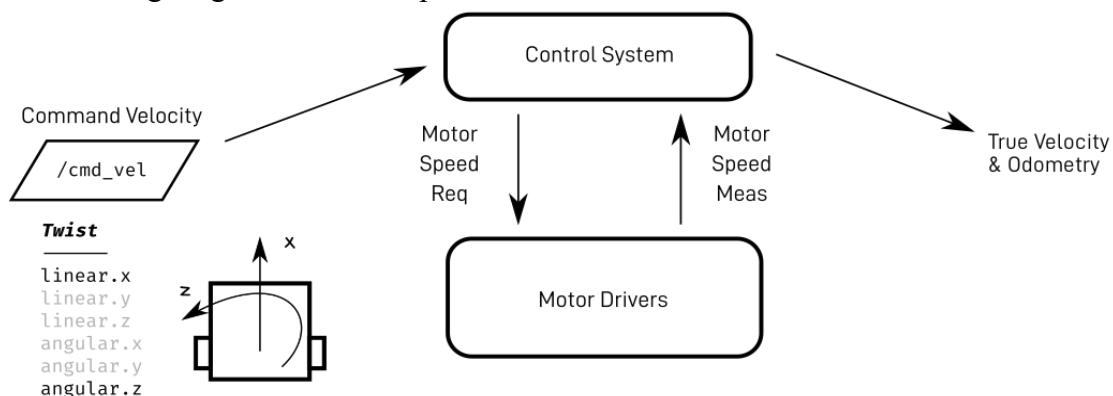 Control System
Command Velocity
/cmd_vel
Motor
Speed
Req
Motor
Speed
Meas
True Velocity
& Odometry
Twist
linear.x
linear.y
linear.z
angular.x
angular.y
angular.z
x
z
Motor Drivers